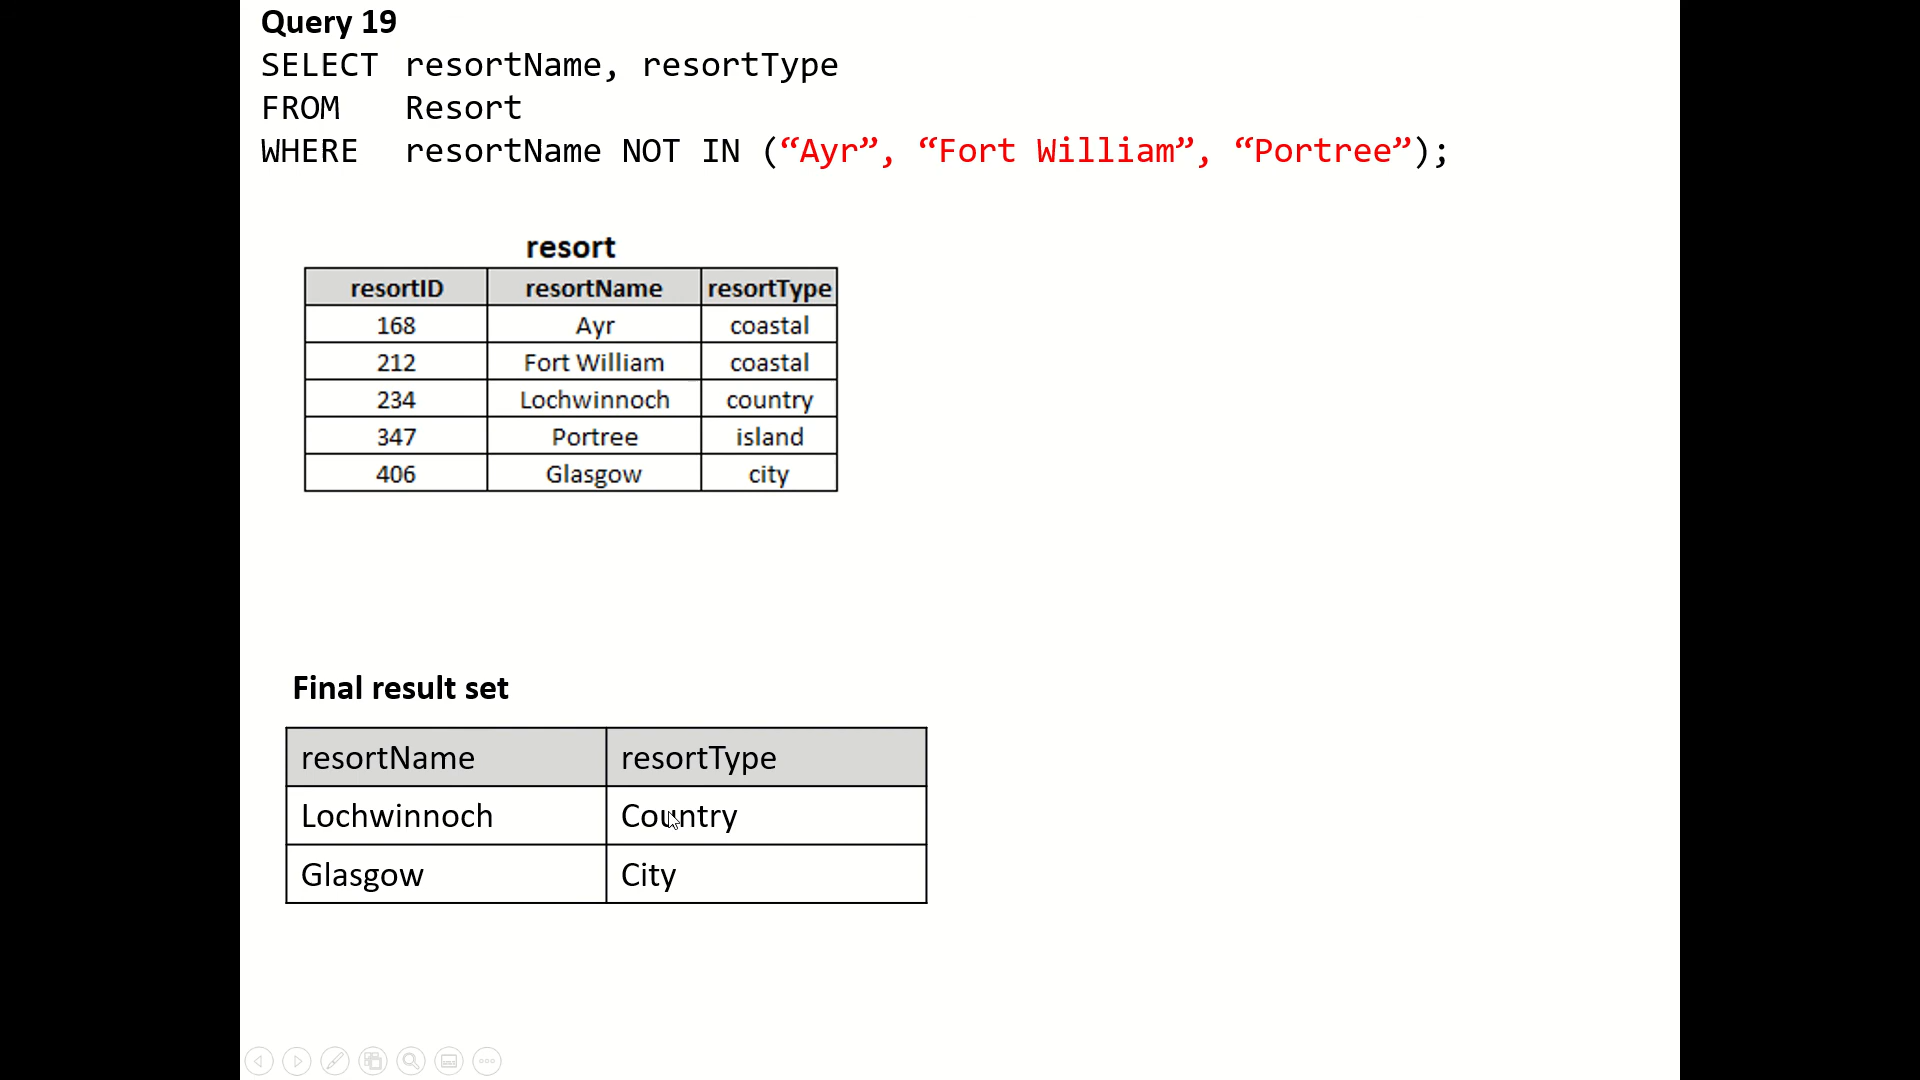 Query 19
SELECT resortName, resortType
FROM Resort
WHERE resortName NOT IN (“Ayr”, “Fort William”, “Portree”);
resort
resortID resortName resortType
168 Ayr coastal
212 Fort William coastal
234 Lochwinnoch country
347 Portree island
406 Glasgow city
Final result set
resortName resortType
Lochwinnoch Country
Glasgow City